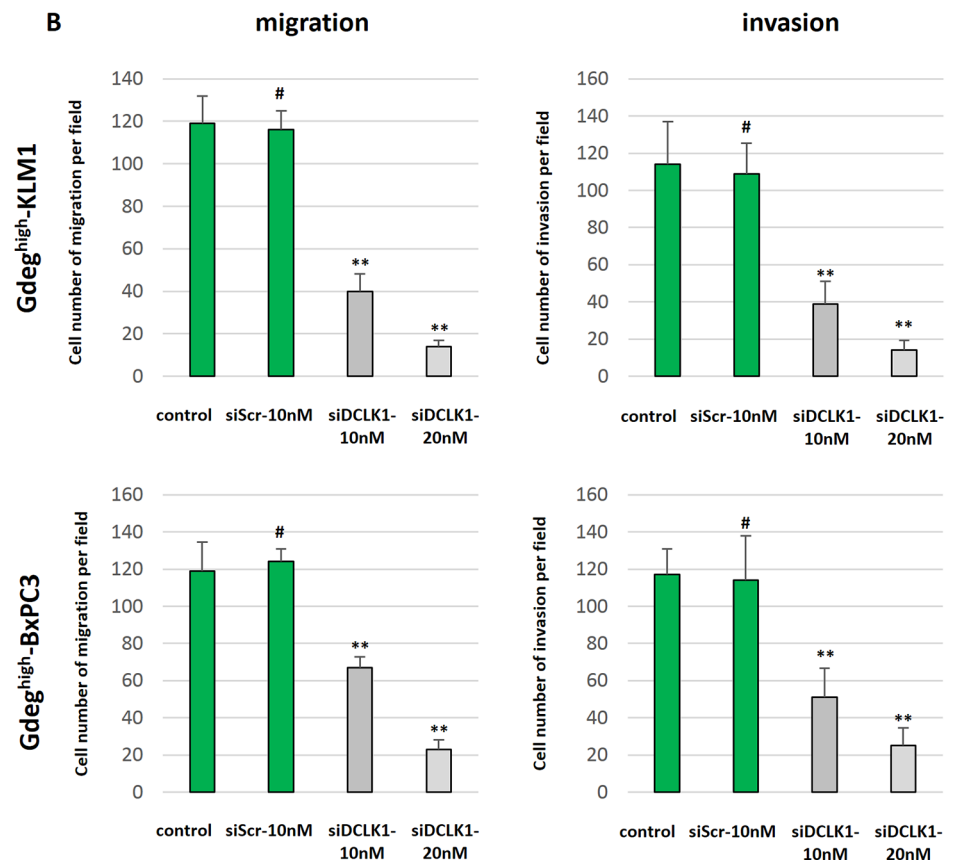 B
migration
invasion
Gdeg^high-KLM1
Cell number of migration per field
140
120
100
80
60
40
20
0
#
**
**
control
siScr-10nM
siDCLK1-
10nM
siDCLK1-
20nM
Cell number of invasion per field
160
140
120
100
80
60
40
20
0
#
**
**
control
siScr-10nM
siDCLK1-
10nM
siDCLK1-
20nM
Gdeg^high-BxPC3
Cell number of migration per field
160
140
120
100
80
60
40
20
0
#
**
**
control
siScr-10nM
siDCLK1-
10nM
siDCLK1-
20nM
Cell number of invasion per field
160
140
120
100
80
60
40
20
0
#
**
**
control
siScr-10nM
siDCLK1-
10nM
siDCLK1-
20nM